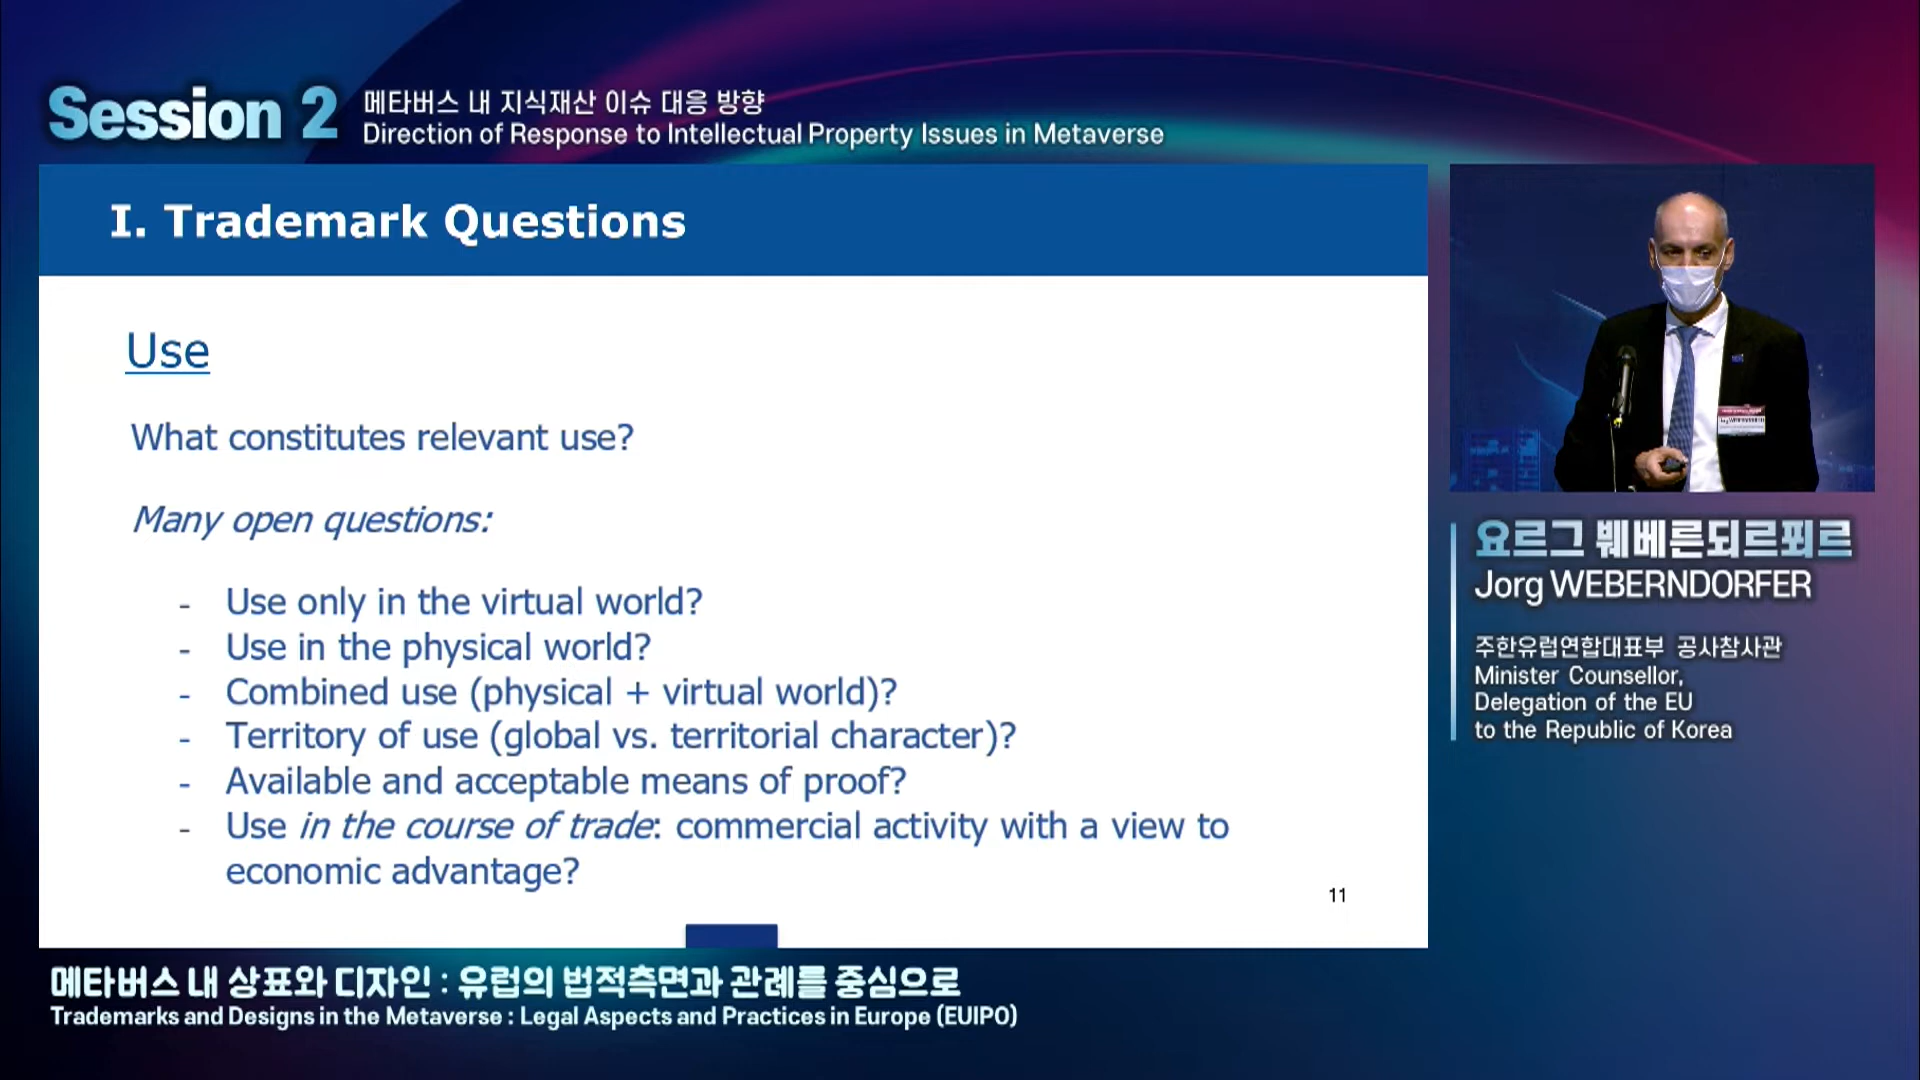 Session 2
메타버스 내 지식재산 이슈 대응 방향
Direction of Response to Intellectual Property Issues in Metaverse
I. Trademark Questions
Use
What constitutes relevant use?
Many open questions:
- Use only in the virtual world?
- Use in the physical world?
- Combined use (physical + virtual world)?
- Territory of use (global vs. territorial character)?
- Available and acceptable means of proof?
- Use in the course of trade: commercial activity with a view to
economic advantage?
11
요르그 붸베른되르푀르
Jorg WEBERNDORFER
주한유럽연합대표부 공사참사관
Minister Counsellor,
Delegation of the EU
to the Republic of Korea
메타버스 내 상표와 디자인 : 유럽의 법적측면과 관례를 중심으로
Trademarks and Designs in the Metaverse : Legal Aspects and Practices in Europe (EUIPO)